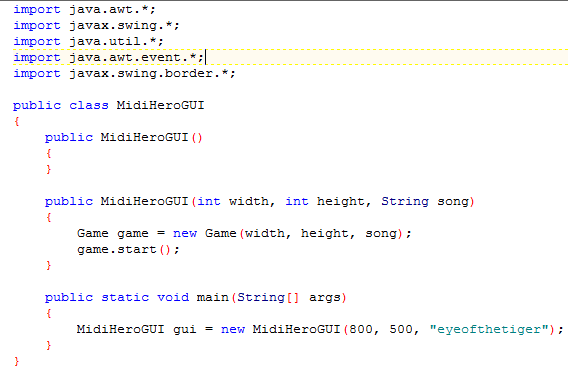 import java.awt.*;
import javax.swing.*;
import java.util.*;
import java.awt.event.*;
import javax.swing.border.*;

public class MidiHeroGUI
{
    public MidiHeroGUI()
    {
    }

    public MidiHeroGUI(int width, int height, String song)
    {
        Game game = new Game(width, height, song);
        game.start();
    }

    public static void main(String[] args)
    {
        MidiHeroGUI gui = new MidiHeroGUI(800, 500, "eyeofthetiger");
    }
}